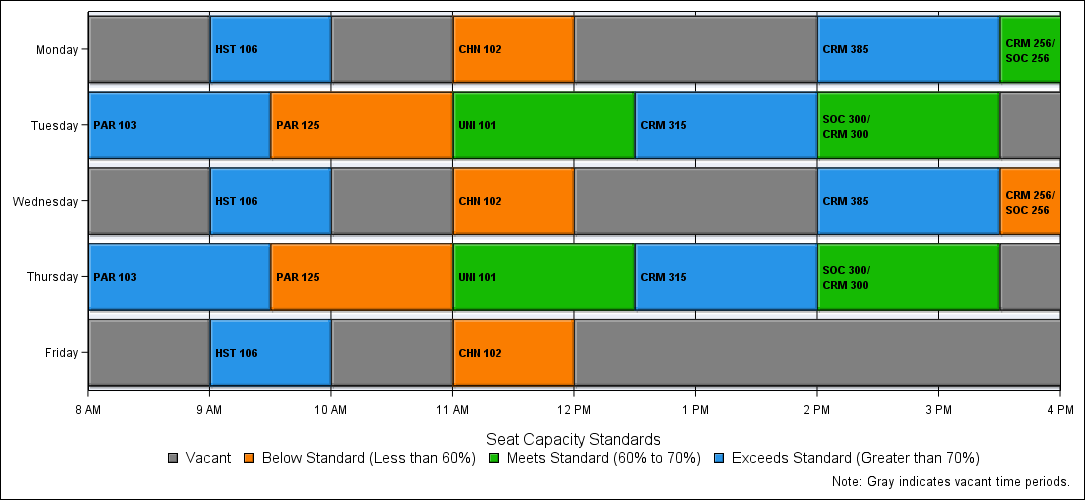 Monday
HST 106
CHN 102
CRM 385
CRM 256/
SOC 256
Tuesday
PAR 103
PAR 125
UNI 101
CRM 315
SOC 300/
CRM 300
Wednesday
HST 106
CHN 102
CRM 385
CRM 256/
SOC 256
Thursday
PAR 103
PAR 125
UNI 101
CRM 315
SOC 300/
CRM 300
Friday
HST 106
CHN 102
8 AM 9 AM 10 AM 11 AM 12 PM 1 PM 2 PM 3 PM 4 PM
Seat Capacity Standards
Vacant Below Standard (Less than 60%) Meets Standard (60% to 70%) Exceeds Standard (Greater than 70%)
Note: Gray indicates vacant time periods.